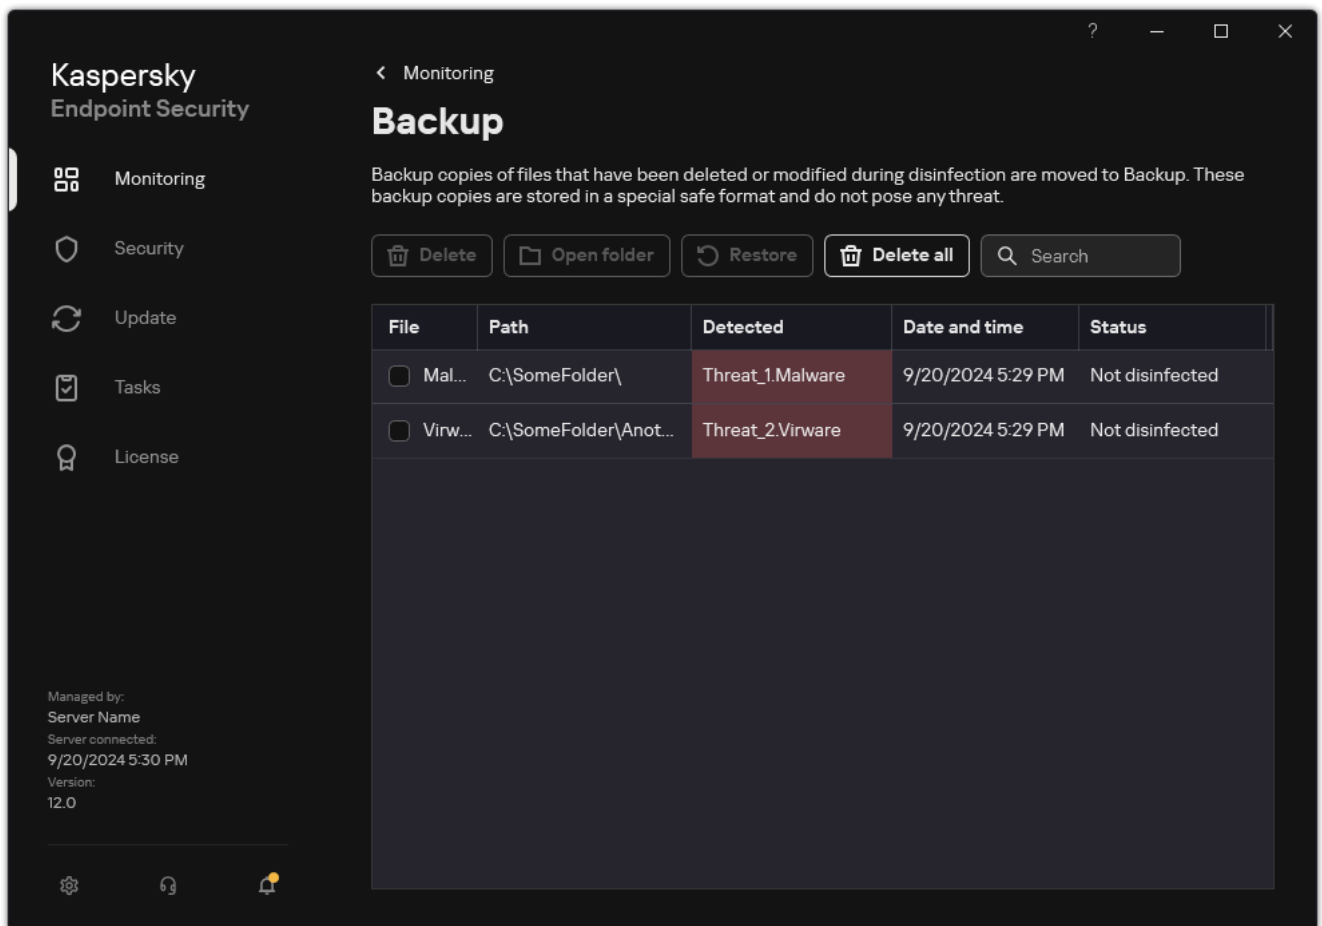 ?
Kaspersky
Endpoint Security
Monitoring
Security
Update
Tasks
License
Managed by:
Server Name
Server connected:
9/20/2024 5:30 PM
Version:
12.0
Monitoring
Backup
Backup copies of files that have been deleted or modified during disinfection are moved to Backup. These
backup copies are stored in a special safe format and do not pose any threat.
Delete Open folder Restore Delete all Search
File Path Detected Date and time Status
Mal... C:\SomeFolder\ Threat_1.Malware 9/20/2024 5:29 PM Not disinfected
Virw... C:\SomeFolder\Anot... Threat_2.Virware 9/20/2024 5:29 PM Not disinfected